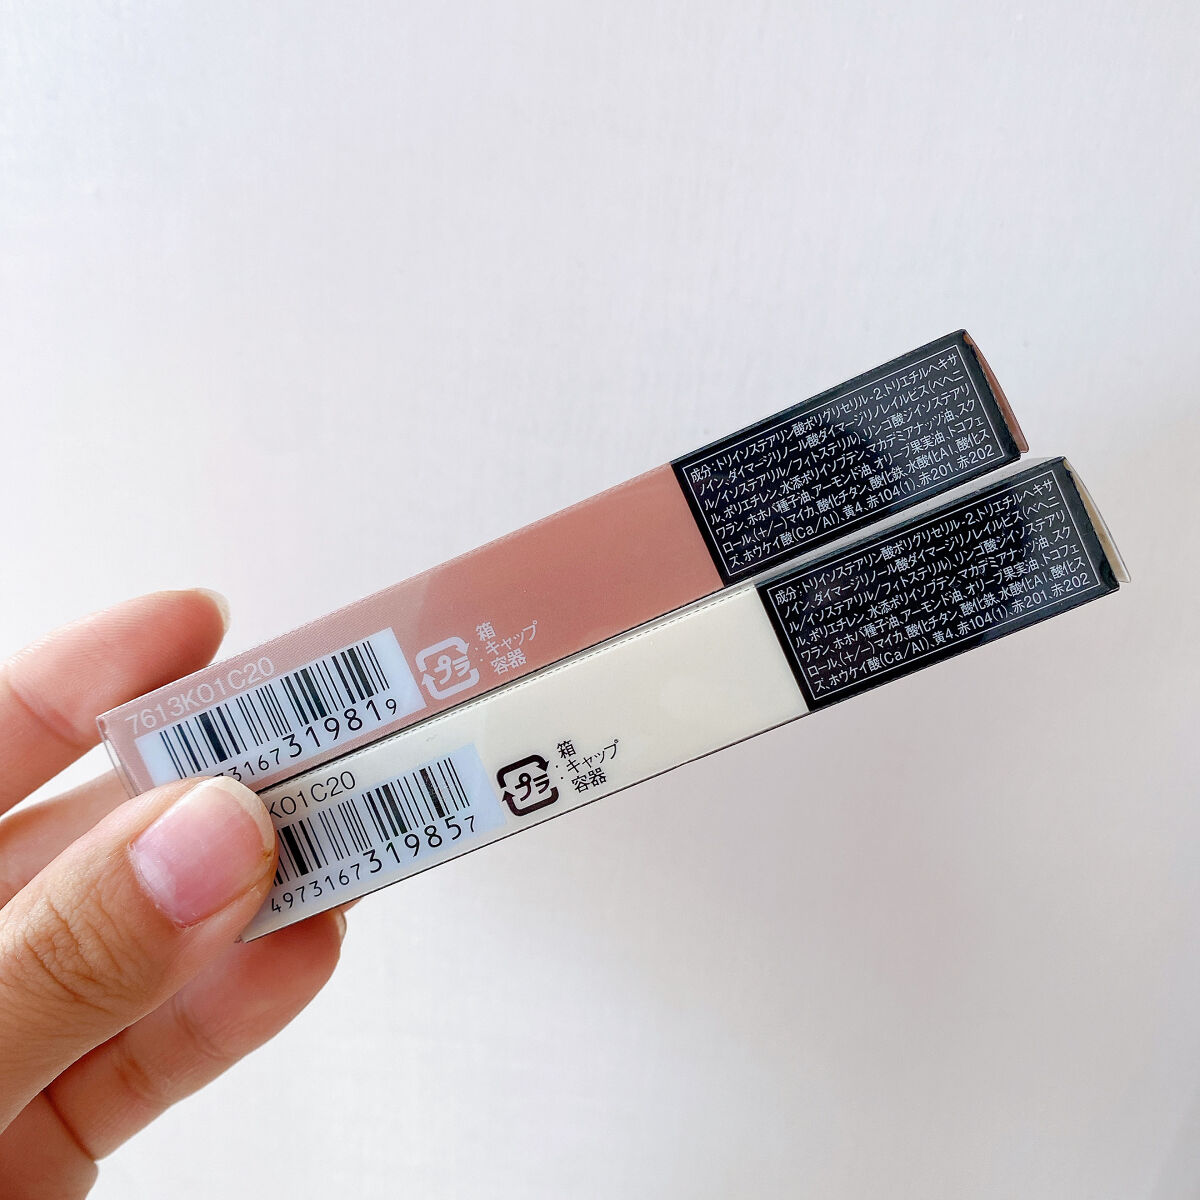 成分・トリイソステアリン酸ポリグリセリル-2、トリエチルヘキサ
ノイン、ダイマージリノール酸ダイマージリノレイルビス(ベヘニ
ル/イソステアリル/フィトステリル)、リンゴ酸ジイソステアリ
ル、ポリエチレン、水添ポリイソブテン、マカデミアナッツ油、スク
ワラン、ホホバ種子油、アーモンド油、オリーブ果実油、トコフェ
ロール、(+/−)マイカ、酸化チタン、酸化鉄、水酸化Al、酸化ス
ズ、ホウケイ酸(Ca/Al)、黄4、赤104(1)、赤201、赤202
箱
プラ :キャップ
容器
7613K01C20
3167319819
成分・トリイソステアリン酸ポリグリセリル-2、トリエチルヘキサ
ノイン、ダイマージリノール酸ダイマージリノレイルビス(ベヘニ
ル/イソステアリル/フィトステリル)、リンゴ酸ジイソステアリ
ル、ポリエチレン、水添ポリイソブテン、マカデミアナッツ油、スク
ワラン、ホホバ種子油、アーモンド油、オリーブ果実油、トコフェ
ロール、(+/−)マイカ、酸化チタン、酸化鉄、水酸化Al、酸化ス
ズ、ホウケイ酸(Ca/Al)、黄4、赤104(1)、赤201、赤202
箱
プラ :キャップ
容器
K01C20
4973167319857